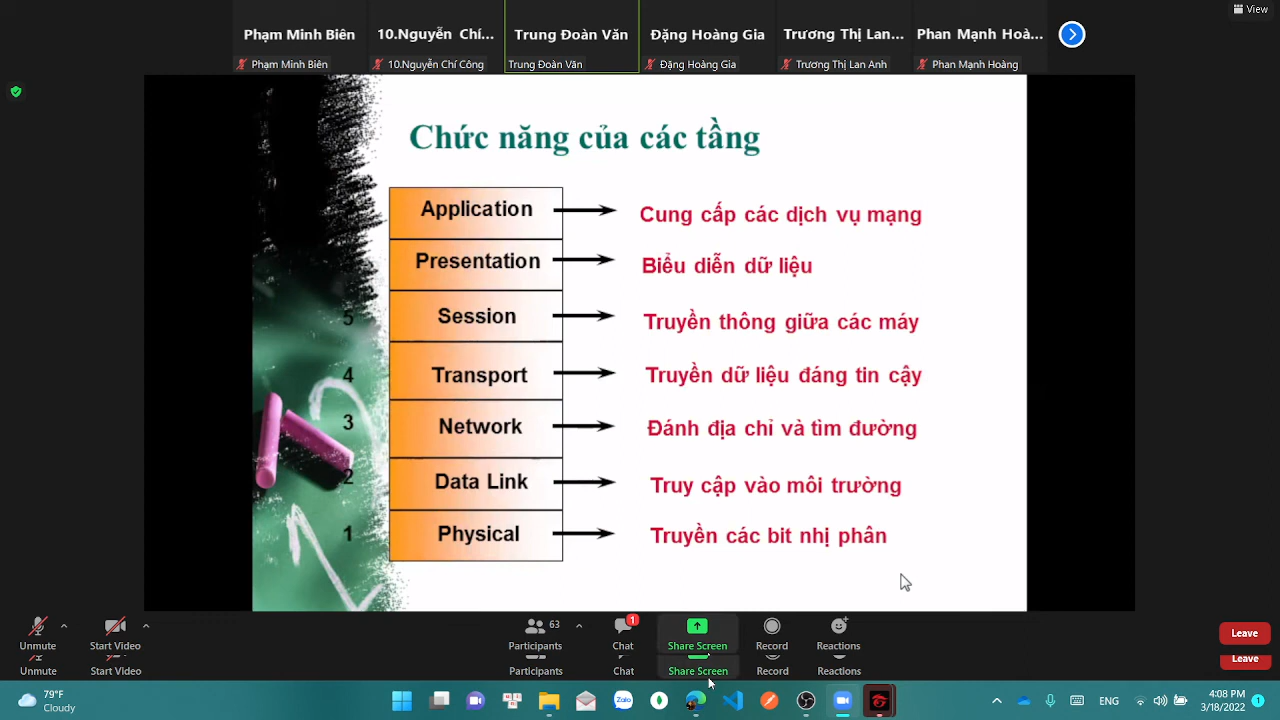 View
Phạm Minh Biên
10.Nguyễn Chí...
Trung Đoàn Văn
Đặng Hoàng Gia
Trương Thị Lan...
Phan Mạnh Hoà...
Phạm Minh Biên
10.Nguyễn Chí Công
Trung Đoàn Văn
Đặng Hoàng Gia
Trương Thị Lan Anh
Phan Mạnh Hoàng
Chức năng của các tầng
Application Cung cấp các dịch vụ mạng
Presentation Biểu diễn dữ liệu
5 Session Truyền thông giữa các máy
4 Transport Truyền dữ liệu đáng tin cậy
3 Network Đánh địa chỉ và tìm đường
2 Data Link Truy cập vào môi trường
1 Physical Truyền các bit nhị phân
63
1
Unmute Start Video Participants Chat Share Screen Record Reactions Leave
Unmute Start Video Participants Chat Share Screen Record Reactions Leave
79°F
Cloudy
Zalo
ENG
4:08 PM
3/18/2022
1